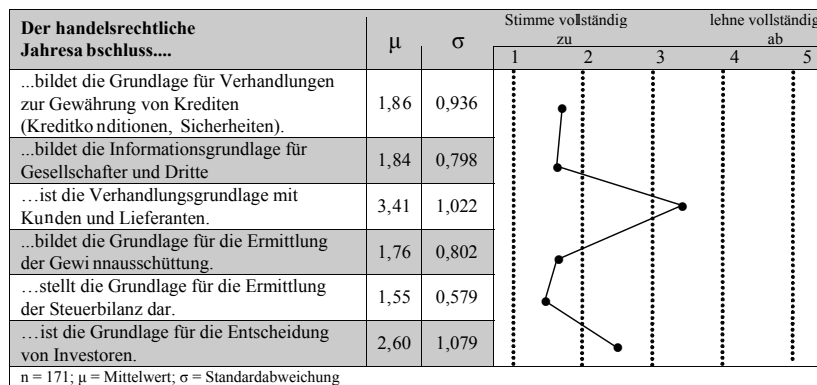 Der handelsrechtliche
Jahresa bschluss....
μ
σ
Stimme vollständig
zu
lehne vollständig
ab
1
2
3
4
5
...bildet die Grundlage für Verhandlungen
zur Gewährung von Krediten
(Kreditko nditionen, Sicherheiten).
1,86
0,936
...bildet die Informationsgrundlage für
Gesellschafter und Dritte
1,84
0,798
…ist die Verhandlungsgrundlage mit
Kunden und Lieferanten.
3,41
1,022
...bildet die Grundlage für die Ermittlung
der Gewi nnausschüttung.
1,76
0,802
…stellt die Grundlage für die Ermittlung
der Steuerbilanz dar.
1,55
0,579
…ist die Grundlage für die Entscheidung
von Investoren.
2,60
1,079
n = 171; μ = Mittelwert; σ = Standardabweichung